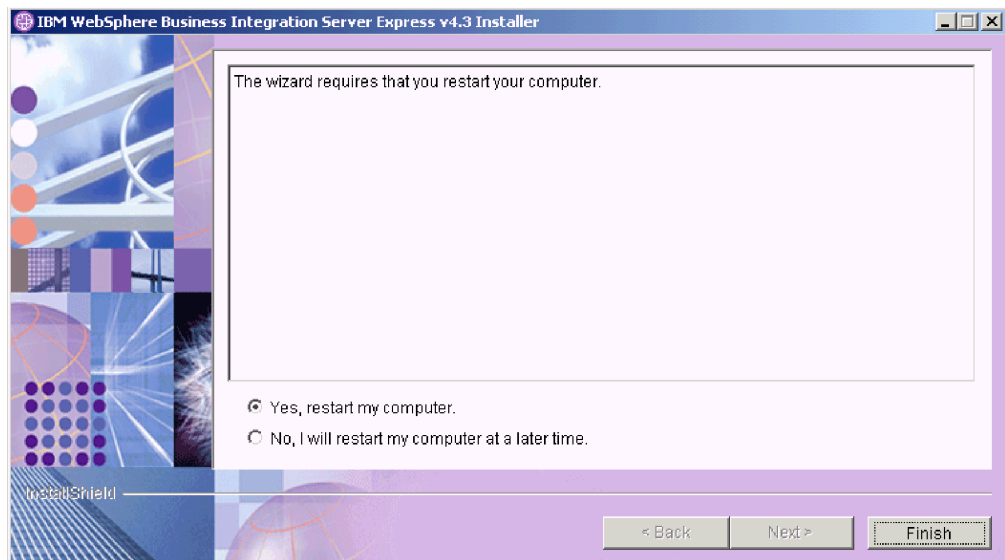 IBM WebSphere Business Integration Server Express v4.3 Installer
The wizard requires that you restart your computer.
Yes, restart my computer.
No, I will restart my computer at a later time.
InstallShield
< Back
Next >
Finish